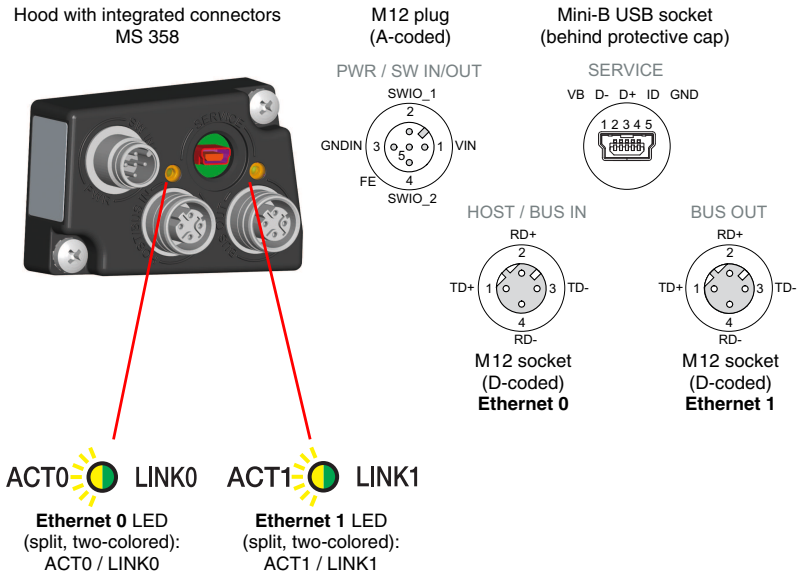 Hood with integrated connectors
MS 358
M12 plug
(A-coded)
Mini-B USB socket
(behind protective cap)
PWR / SW IN/OUT
SWIO_1
2
GNDIN 3 5 1 VIN
FE 4
SWIO_2
SERVICE
VB D- D+ ID GND
1 2 3 4 5
SERVICE
HOST / BUS IN
RD+
2
TD+ 1 3 TD-
4
RD-
M12 socket
(D-coded)
Ethernet 0
BUS OUT
RD+
2
TD+ 1 3 TD-
4
RD-
M12 socket
(D-coded)
Ethernet 1
ACT0 LINK0
Ethernet 0 LED
(split, two-colored):
ACT0 / LINK0
ACT1 LINK1
Ethernet 1 LED
(split, two-colored):
ACT1 / LINK1